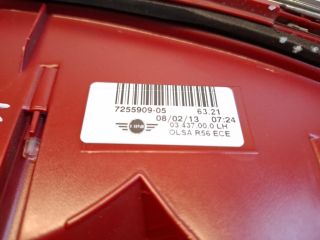 7255909-05 63.21
08/02/13 07:24
03.437.00.0 LH
OLSA R56 ECE